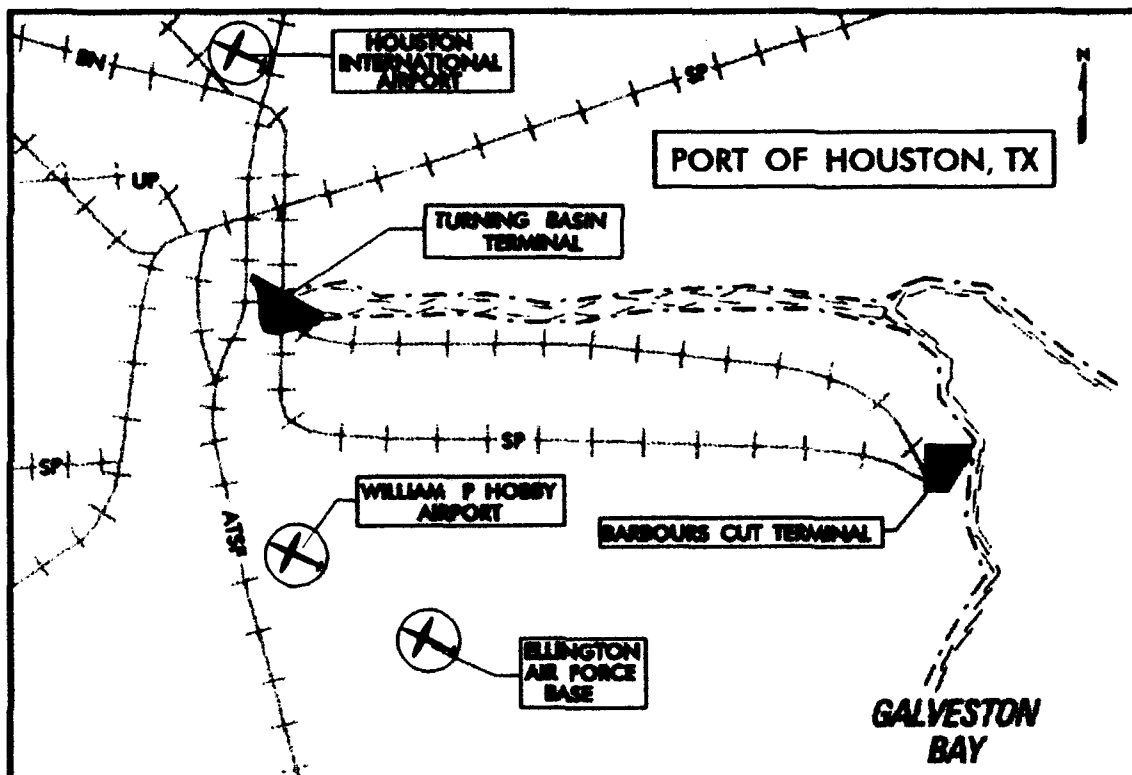 HOUSTON
INTERNATIONAL
AIRPORT
BN
SP
N
PORT OF HOUSTON, TX
UP
TURNING BASIN
TERMINAL
SP
SP
WILLIAM P HOBBY
AIRPORT
ATSF
BARBOURS CUT TERMINAL
ELLINGTON
AIR FORCE
BASE
GALVESTON
BAY